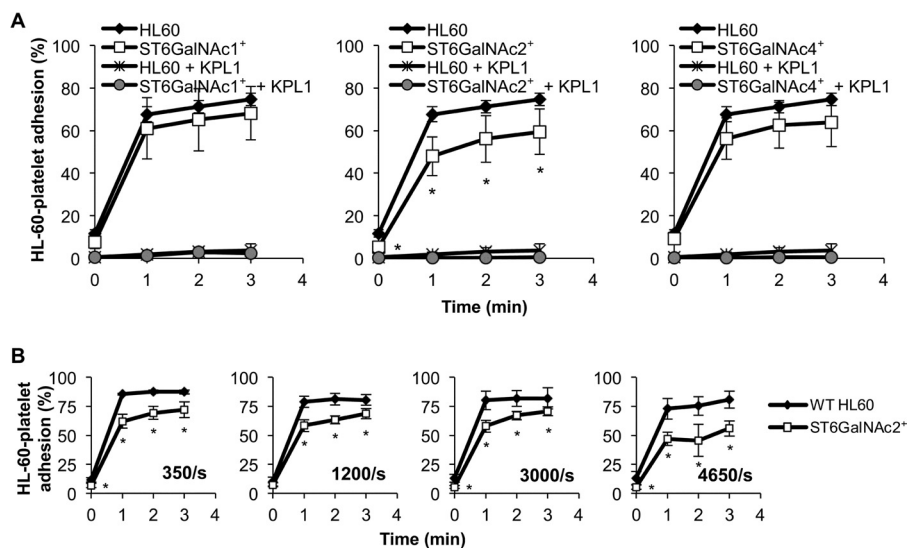 A
HL60
ST6GalNAc1+
HL60 + KPL1
ST6GalNAc1+ + KPL1
HL60
ST6GalNAc2+
HL60 + KPL1
ST6GalNAc2+ + KPL1
HL60
ST6GalNAc4+
HL60 + KPL1
ST6GalNAc4+ + KPL1
HL-60-platelet adhesion (%)
100
80
60
40
20
0
0 1 2 3 4
100
80
60
40
20
0
* * * *
0 1 2 3 4
100
80
60
40
20
0
0 1 2 3 4
Time (min)
B
HL-60-platelet
adhesion (%)
100
75
50
25
0
* * * *
350/s
0 1 2 3 4
100
75
50
25
0
* * *
1200/s
0 1 2 3 4
100
75
50
25
0
* * * *
3000/s
0 1 2 3 4
100
75
50
25
0
* * * *
4650/s
0 1 2 3 4
WT HL60
ST6GalNAc2+
Time (min)